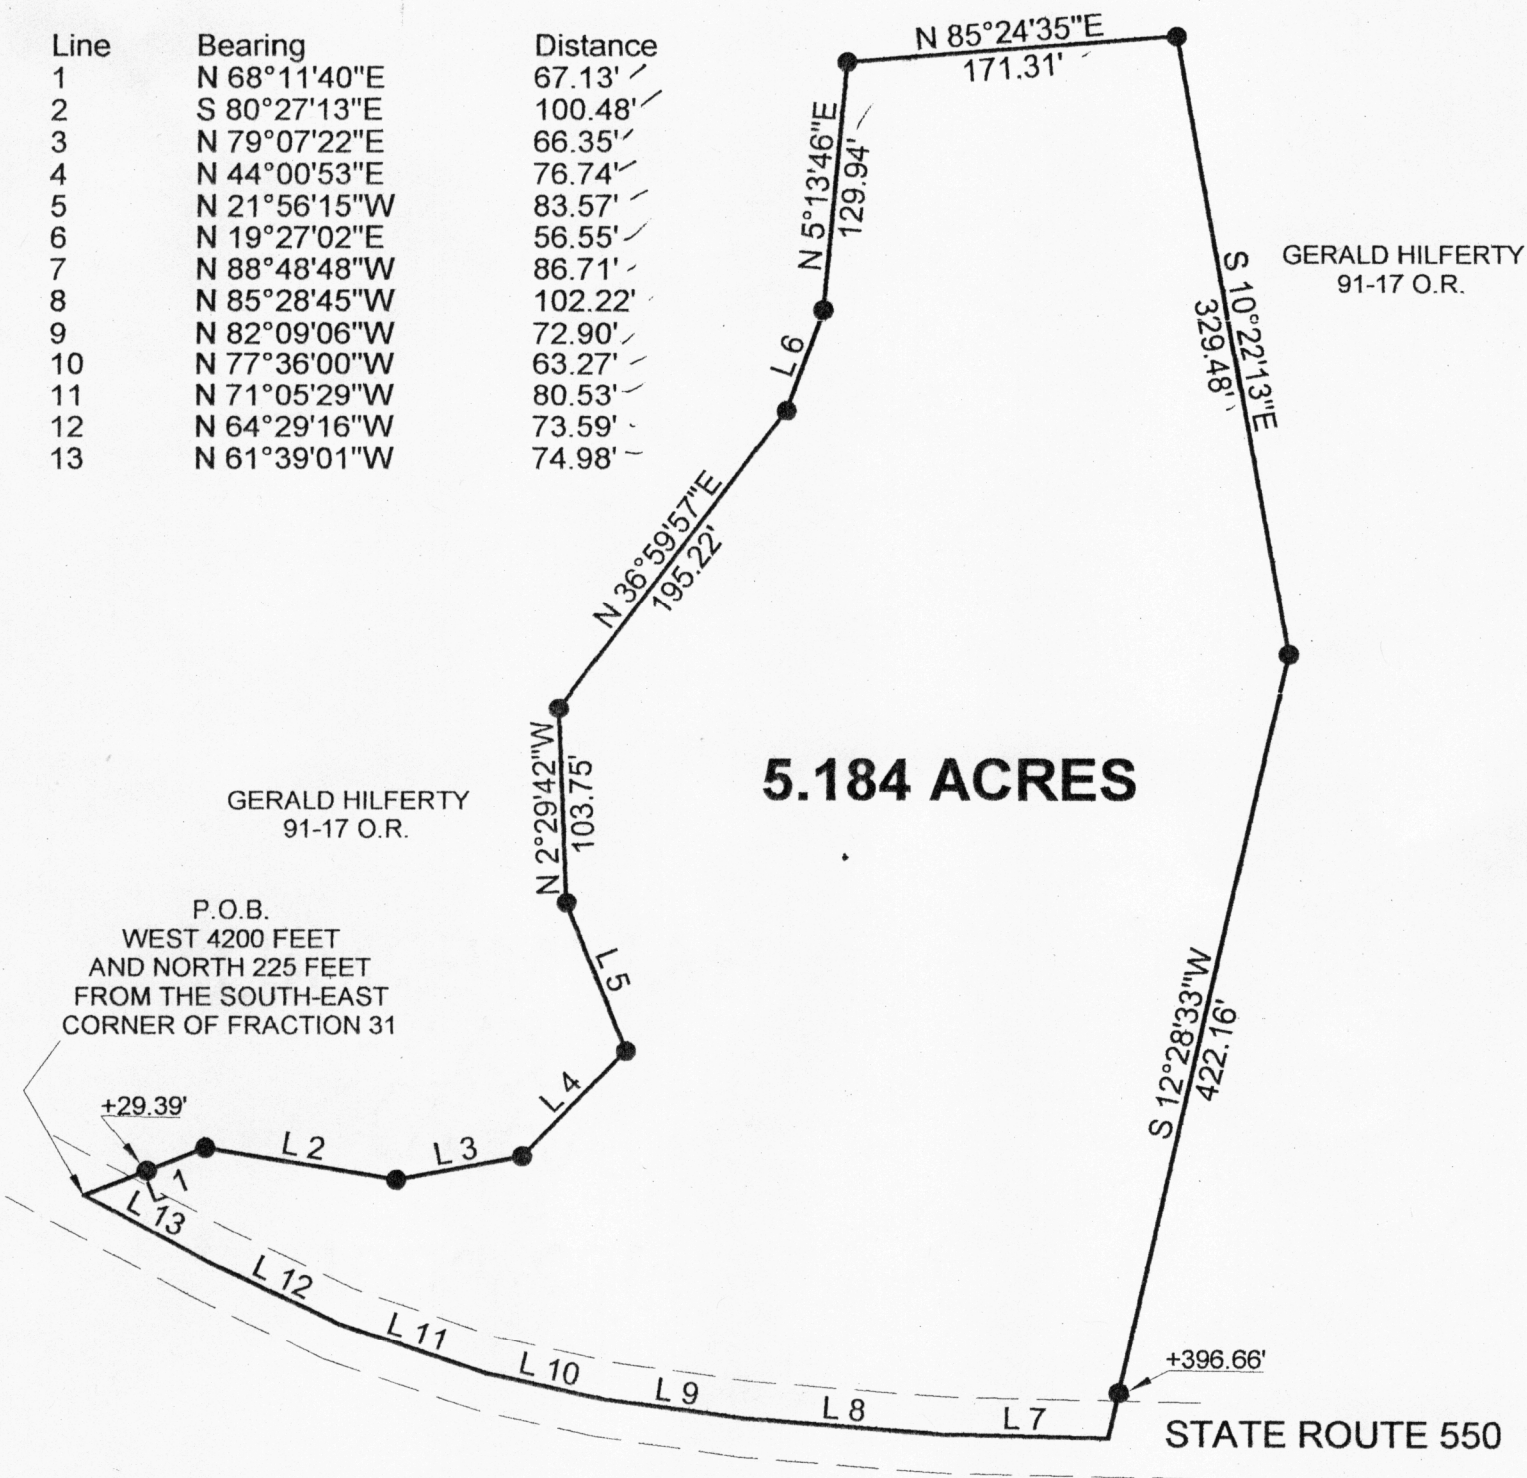 Line Bearing Distance
1 N 68°11'40"E 67.13'
2 S 80°27'13"E 100.48'
3 N 79°07'22"E 66.35'
4 N 44°00'53"E 76.74'
5 N 21°56'15"W 83.57'
6 N 19°27'02"E 56.55'
7 N 88°48'48"W 86.71'
8 N 85°28'45"W 102.22'
9 N 82°09'06"W 72.90'
10 N 77°36'00"W 63.27'
11 N 71°05'29"W 80.53'
12 N 64°29'16"W 73.59'
13 N 61°39'01"W 74.98'
N 85°24'35"E
171.31'
N 5°13'46"E
129.94'
S 10°22'13"E
329.48'
GERALD HILFERTY
91-17 O.R.
L 6
N 36°59'57"E
195.22'
N 2°29'42"W
103.75'
5.184 ACRES
GERALD HILFERTY
91-17 O.R.
P.O.B.
WEST 4200 FEET
AND NORTH 225 FEET
FROM THE SOUTH-EAST
CORNER OF FRACTION 31
L 5
S 12°28'33"W
422.16'
L 4
+29.39'
L 2
L 3
L 1
L 13
L 12
L 11
L 10
L 9
L 8
L 7
+396.66'
STATE ROUTE 550